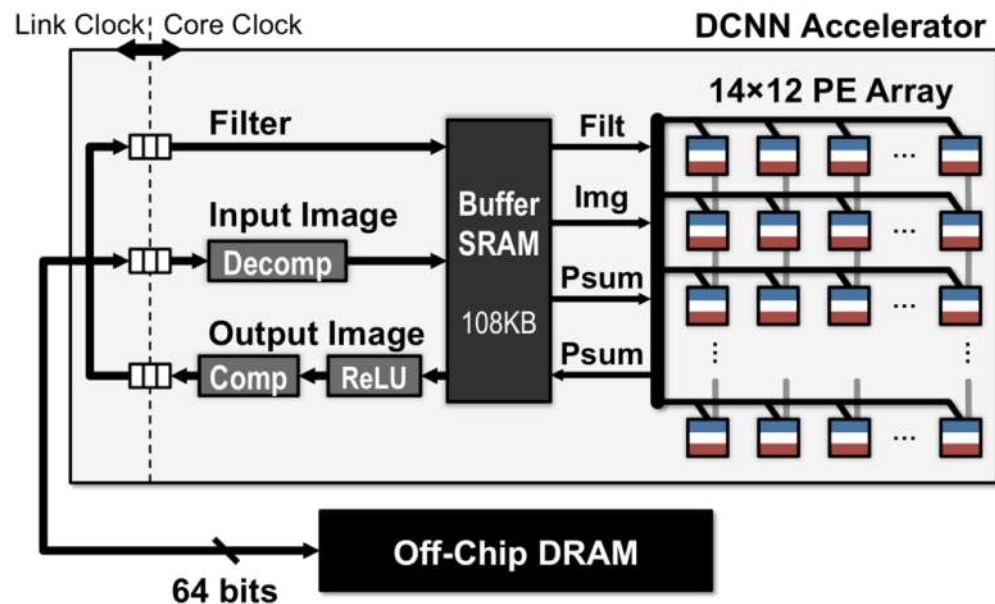 Link Clock
Core Clock
DCNN Accelerator
14×12 PE Array
Filter
Filt
Input Image
Decomp
Buffer
SRAM
108KB
Img
Psum
Output Image
Comp
ReLU
Psum
...
...
...
...
...
...
Off-Chip DRAM
64 bits